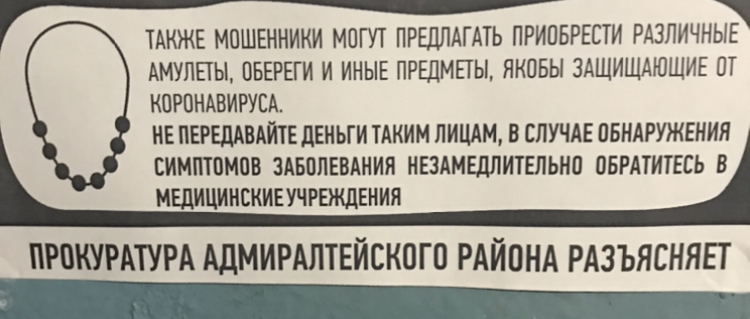 ТАКЖЕ МОШЕННИКИ МОГУТ ПРЕДЛАГАТЬ ПРИОБРЕСТИ РАЗЛИЧНЫЕ
АМУЛЕТЫ, ОБЕРЕГИ И ИНЫЕ ПРЕДМЕТЫ, ЯКОБЫ ЗАЩИЩАЮЩИЕ ОТ
КОРОНАВИРУСА.
НЕ ПЕРЕДАВАЙТЕ ДЕНЬГИ ТАКИМ ЛИЦАМ, В СЛУЧАЕ ОБНАРУЖЕНИЯ
СИМПТОМОВ ЗАБОЛЕВАНИЯ НЕЗАМЕДЛИТЕЛЬНО ОБРАТИТЕСЬ В
МЕДИЦИНСКИЕ УЧРЕЖДЕНИЯ
ПРОКУРАТУРА АДМИРАЛТЕЙСКОГО РАЙОНА РАЗЪЯСНЯЕТ